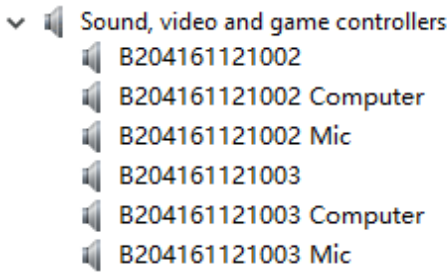 Sound, video and game controllers
B204161121002
B204161121002 Computer
B204161121002 Mic
B204161121003
B204161121003 Computer
B204161121003 Mic